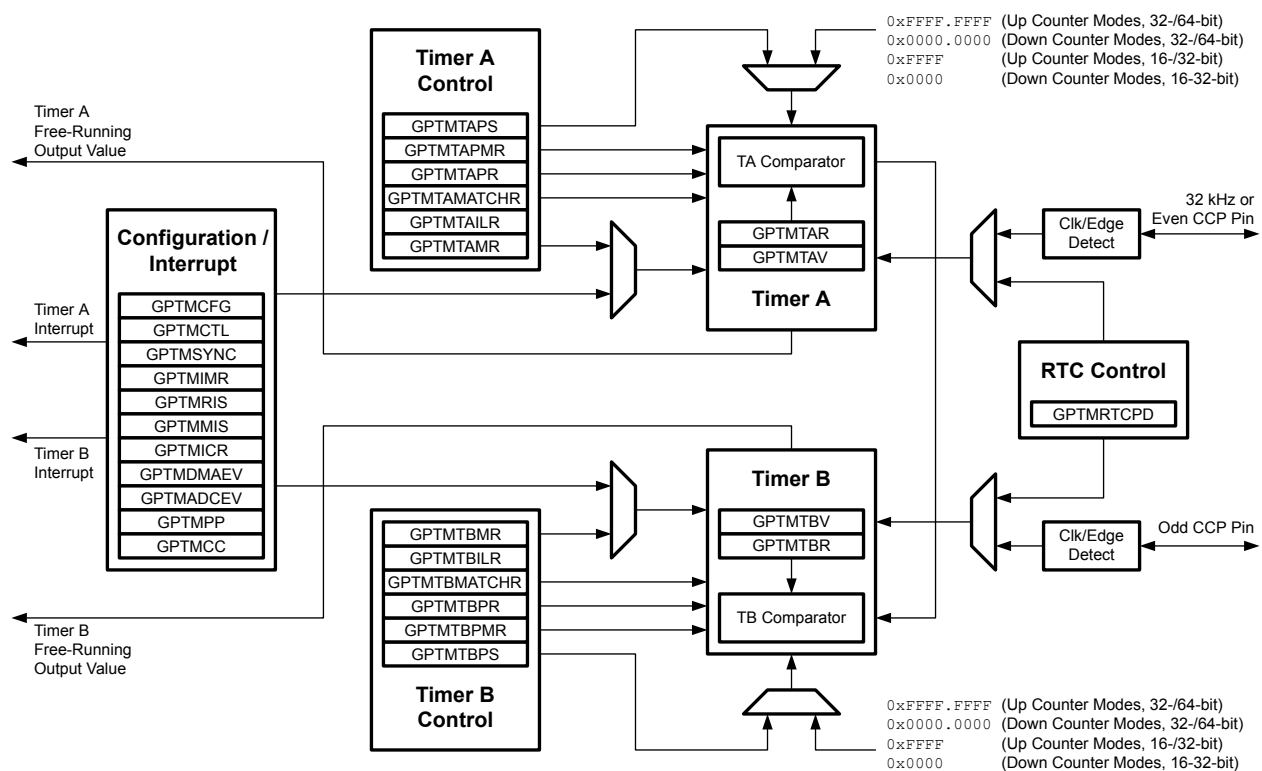 0xFFFF.FFFF (Up Counter Modes, 32-/64-bit)
0x0000.0000 (Down Counter Modes, 32-/64-bit)
0xFFFF (Up Counter Modes, 16-/32-bit)
0x0000 (Down Counter Modes, 16-32-bit)
Timer A
Control
GPTMTAPS
GPTMTAPMR
GPTMTAPR
GPTMTAMATCHR
GPTMTAILR
GPTMTAMR
Timer A
Free-Running
Output Value
TA Comparator
GPTMTAR
GPTMTAV
Timer A
Clk/Edge
Detect
32 kHz or
Even CCP Pin
Configuration /
Interrupt
GPTMCFG
GPTMCTL
GPTMSYNC
GPTMIMR
GPTMRIS
GPTMMIS
GPTMICR
GPTMDMAEV
GPTMADCEV
GPTMPP
GPTMCC
Timer A
Interrupt
Timer B
Interrupt
RTC Control
GPTMRTCPD
Timer B
GPTMTBV
GPTMTBR
TB Comparator
Clk/Edge
Detect
Odd CCP Pin
GPTMTBMR
GPTMTBILR
GPTMTBMATCHR
GPTMTBPR
GPTMTBPMR
GPTMTBPS
Timer B
Control
Timer B
Free-Running
Output Value
0xFFFF.FFFF (Up Counter Modes, 32-/64-bit)
0x0000.0000 (Down Counter Modes, 32-/64-bit)
0xFFFF (Up Counter Modes, 16-/32-bit)
0x0000 (Down Counter Modes, 16-32-bit)